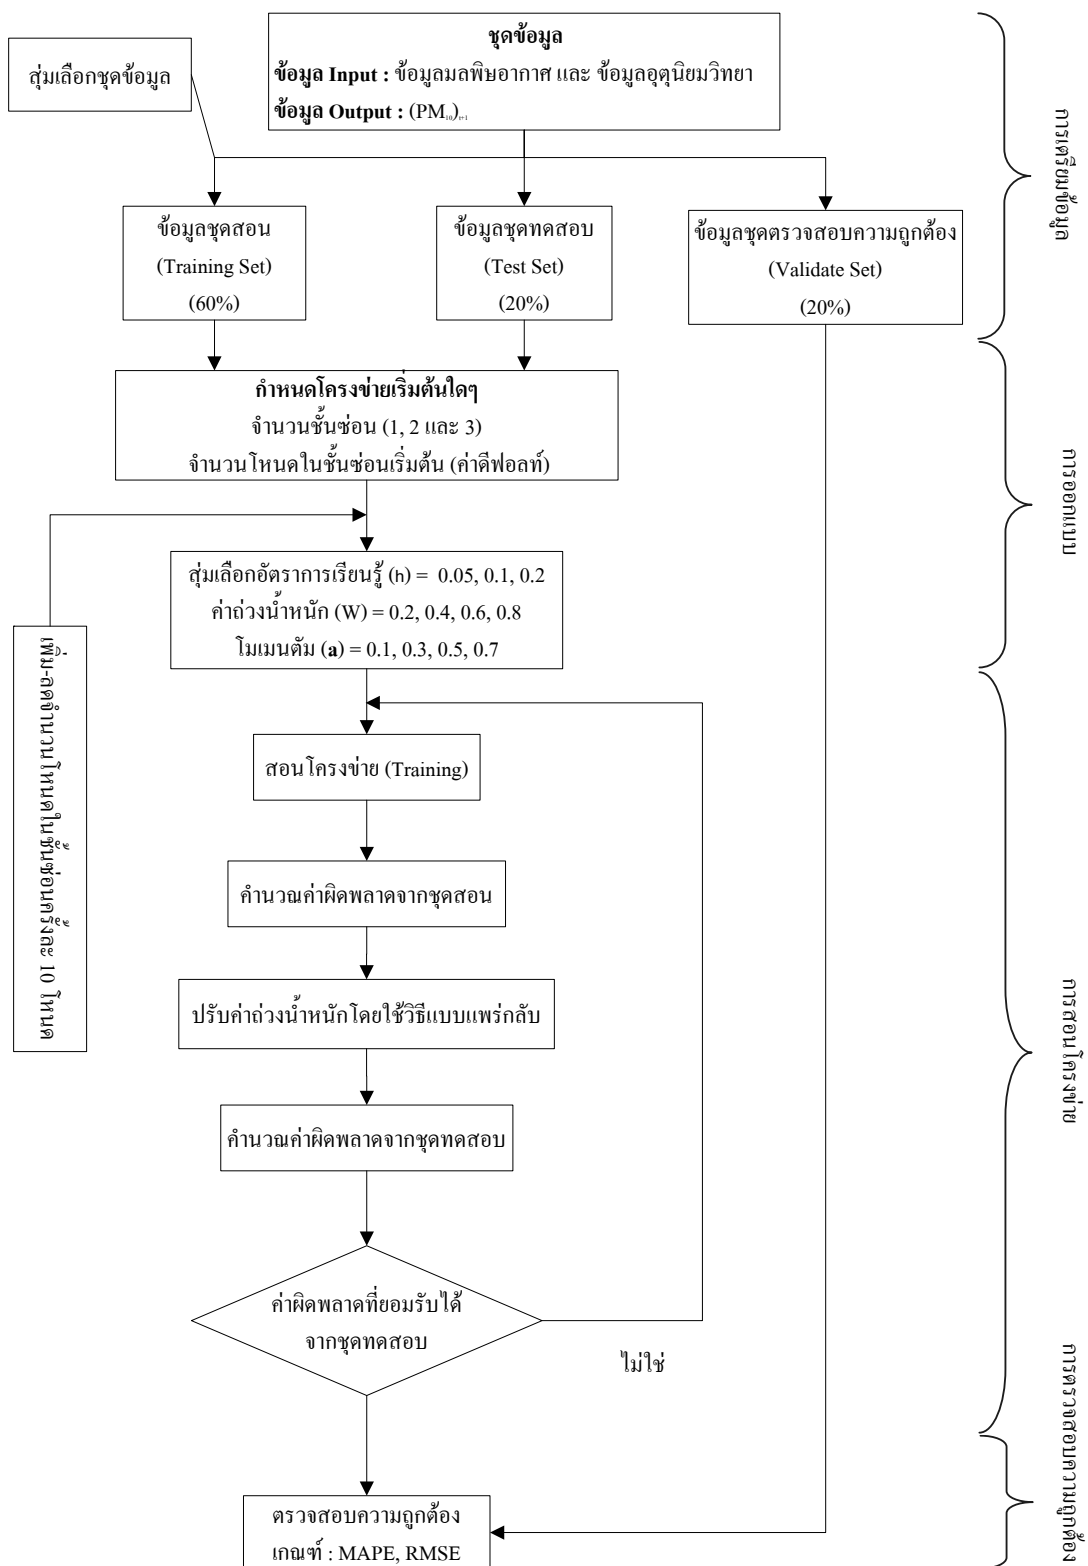 ชุดข้อมูล
ข้อมูล Input : ข้อมูลมลพิษอากาศ และ ข้อมูลอุตุนิยมวิทยา
ข้อมูล Output : (PM₁₀)ₜ₊₁
สุ่มเลือกชุดข้อมูล
การเตรียมข้อมูล
ข้อมูลชุดสอน
(Training Set)
(60%)
ข้อมูลชุดทดสอบ
(Test Set)
(20%)
ข้อมูลชุดตรวจสอบความถูกต้อง
(Validate Set)
(20%)
กำหนดโครงข่ายเริ่มต้นใดๆ
จำนวนชั้นซ่อน (1, 2 และ 3)
จำนวนโหนดในชั้นซ่อนเริ่มต้น (ค่าดีฟอลท์)
การออกแบบ
สุ่มเลือกอัตราการเรียนรู้ (h) = 0.05, 0.1, 0.2
ค่าถ่วงน้ำหนัก (W) = 0.2, 0.4, 0.6, 0.8
โมเมนตัม (a) = 0.1, 0.3, 0.5, 0.7
เพิ่ม-ลดจำนวนโหนดในชั้นซ่อนครั้งละ 10 โหนด
สอนโครงข่าย (Training)
คำนวณค่าผิดพลาดจากชุดสอน
ปรับค่าถ่วงน้ำหนักโดยใช้วิธีแบบแพร่กลับ
คำนวณค่าผิดพลาดจากชุดทดสอบ
การสอนโครงข่าย
ค่าผิดพลาดที่ยอมรับได้
จากชุดทดสอบ
ไม่ใช่
ตรวจสอบความถูกต้อง
เกณฑ์ : MAPE, RMSE
การตรวจสอบความถูกต้อง